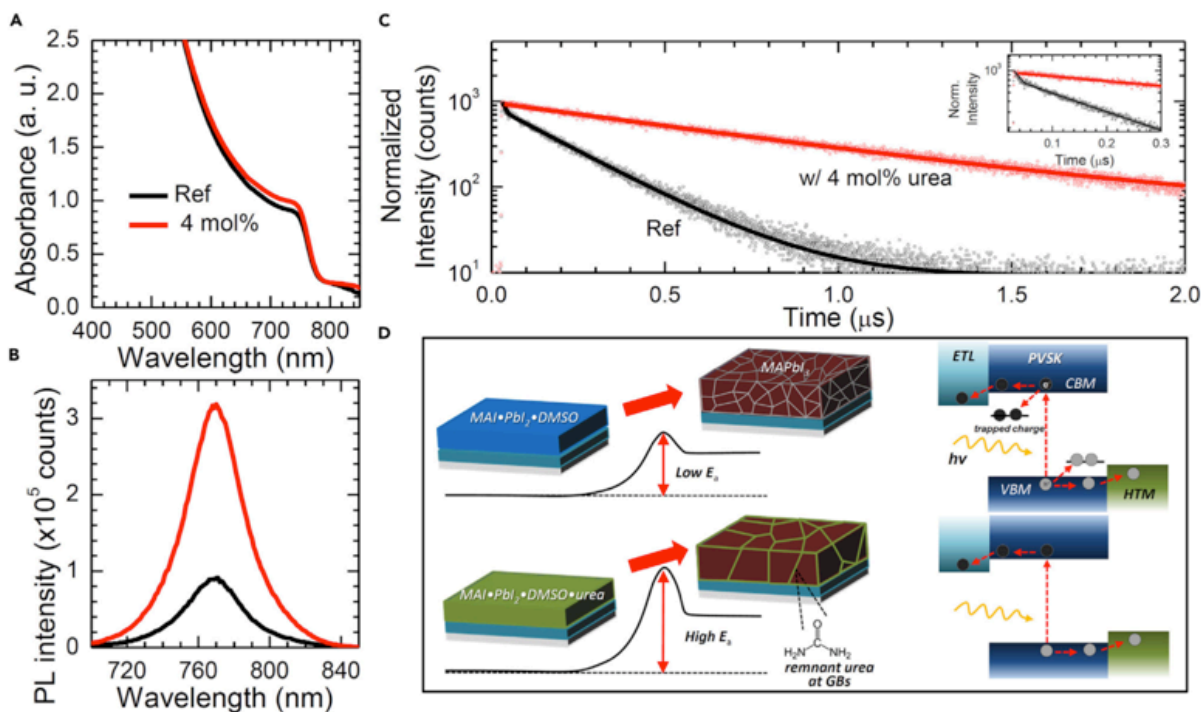 A
2.5
2.0
1.5
1.0
0.5
0.0
Absorbance (a. u.)
Ref
4 mol%
400 500 600 700 800
Wavelength (nm)
B
3
2
1
0
PL intensity (x10⁵ counts)
720 760 800 840
Wavelength (nm)
C
10³
10²
10¹
Normalized
Intensity (counts)
w/ 4 mol% urea
Ref
0.0 0.5 1.0 1.5 2.0
Time (μs)
10³
Norm.
Intensity
0.1 0.2 0.3
Time (μs)
D
MAI•PbI₂•DMSO
MAPbI₃
Low Eₐ
MAI•PbI₂•DMSO•urea
High Eₐ
O
H₂N NH₂
remnant urea
at GBs
ETL
PVSK
e
CBM
trapped charge
hν
VBM
HTM